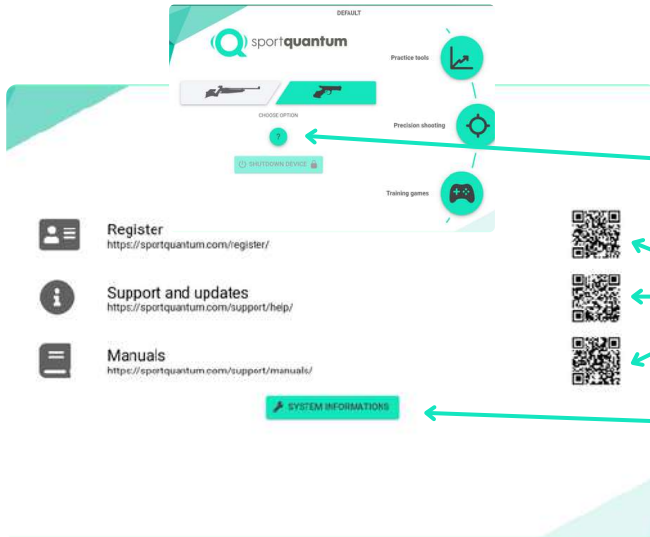 DEFAULT
sportquantum
Practice tools
CHOOSE OPTION
Precision shooting
?
SHUTDOWN DEVICE
Training games
Register
https://sportquantum.com/register/
Support and updates
https://sportquantum.com/support/help/
Manuals
https://sportquantum.com/support/manuals/
SYSTEM INFORMATIONS